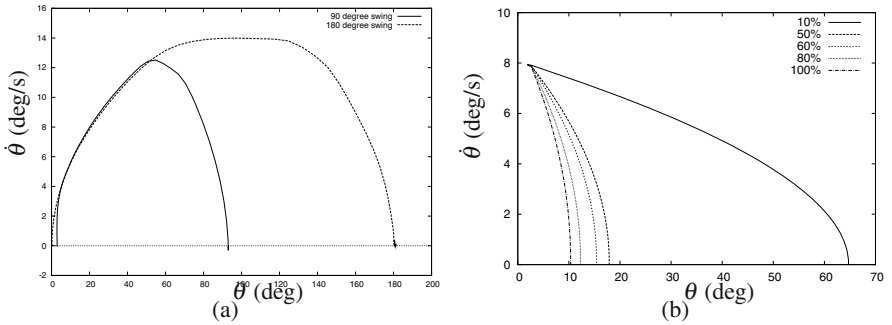 16
14
12
10
8
6
4
2
0
-2
0 20 40 60 80 100 120 140 160 180 200
90 degree swing
180 degree swing
θ̇ (deg/s)
θ (deg)
(a)
10
8
6
4
2
0
0 10 20 30 40 50 60 70
10%
50%
60%
80%
100%
θ̇ (deg/s)
θ (deg)
(b)